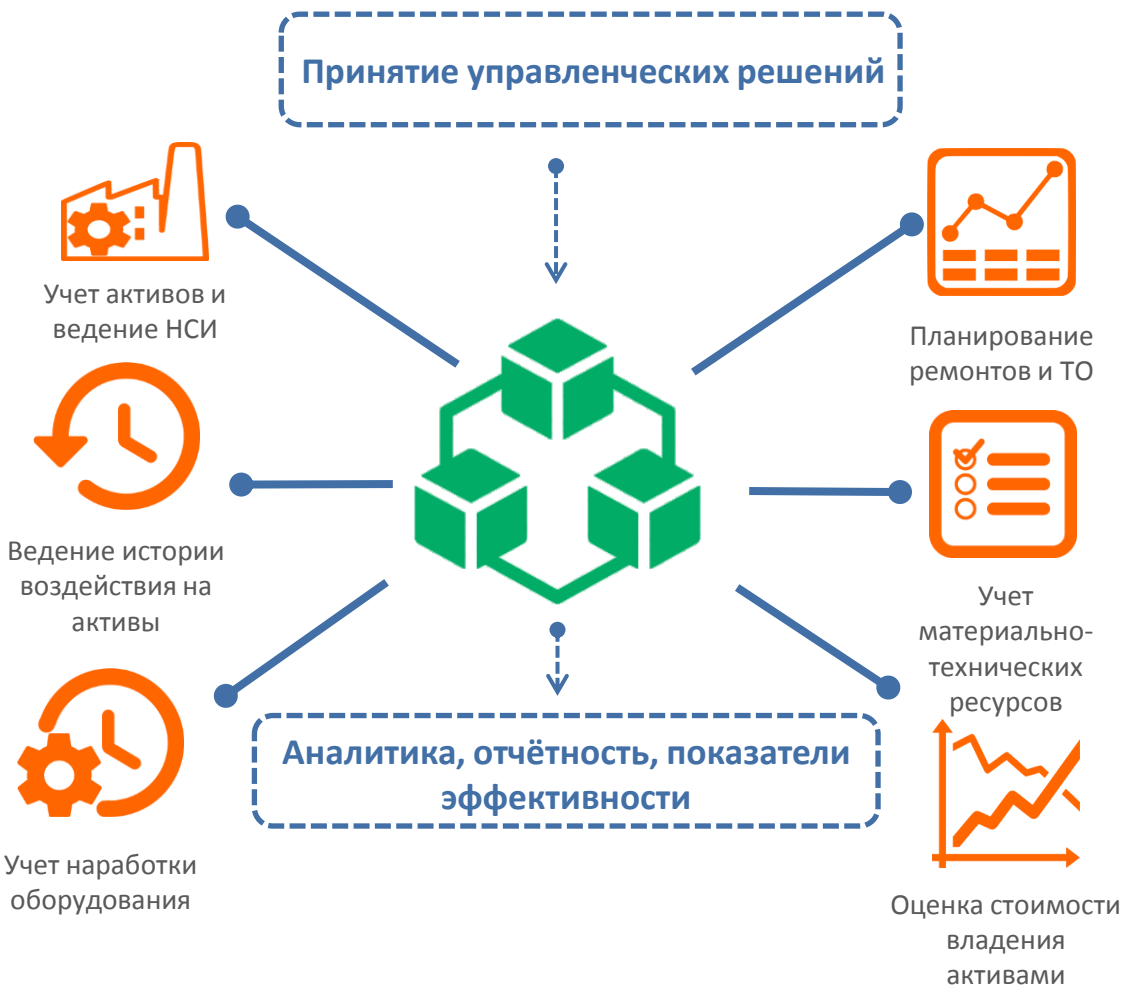 Принятие управленческих решений
Учет активов и
ведение НСИ
Ведение истории
воздействия на
активы
Учет наработки
оборудования
Планирование
ремонтов и ТО
Учет
материально-
технических
ресурсов
Оценка стоимости
владения
активами
Аналитика, отчётность, показатели
эффективности